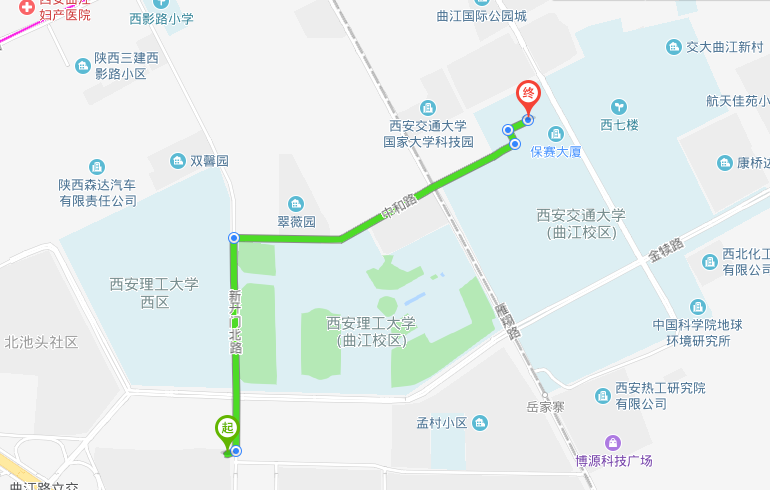 西安曲江
妇产医院
西影路小学
曲江国际公园城
陕西三建西
影路小区
交大曲江新村
终
航天佳苑小
西安交通大学
国家大学科技园
西七楼
保赛大厦
双馨园
康桥
陕西森达汽车
有限责任公司
翠薇园
中和路
西安交通大学
(曲江校区)
金犊路
西北化工
有限公司
西安理工大学
西区
新开门北路
西安理工大学
(曲江校区)
雁翔路
中国科学院地球
环境研究所
北池头社区
西安热工研究院
有限公司
岳家寨
孟村小区
起
博源科技广场
曲江路立交